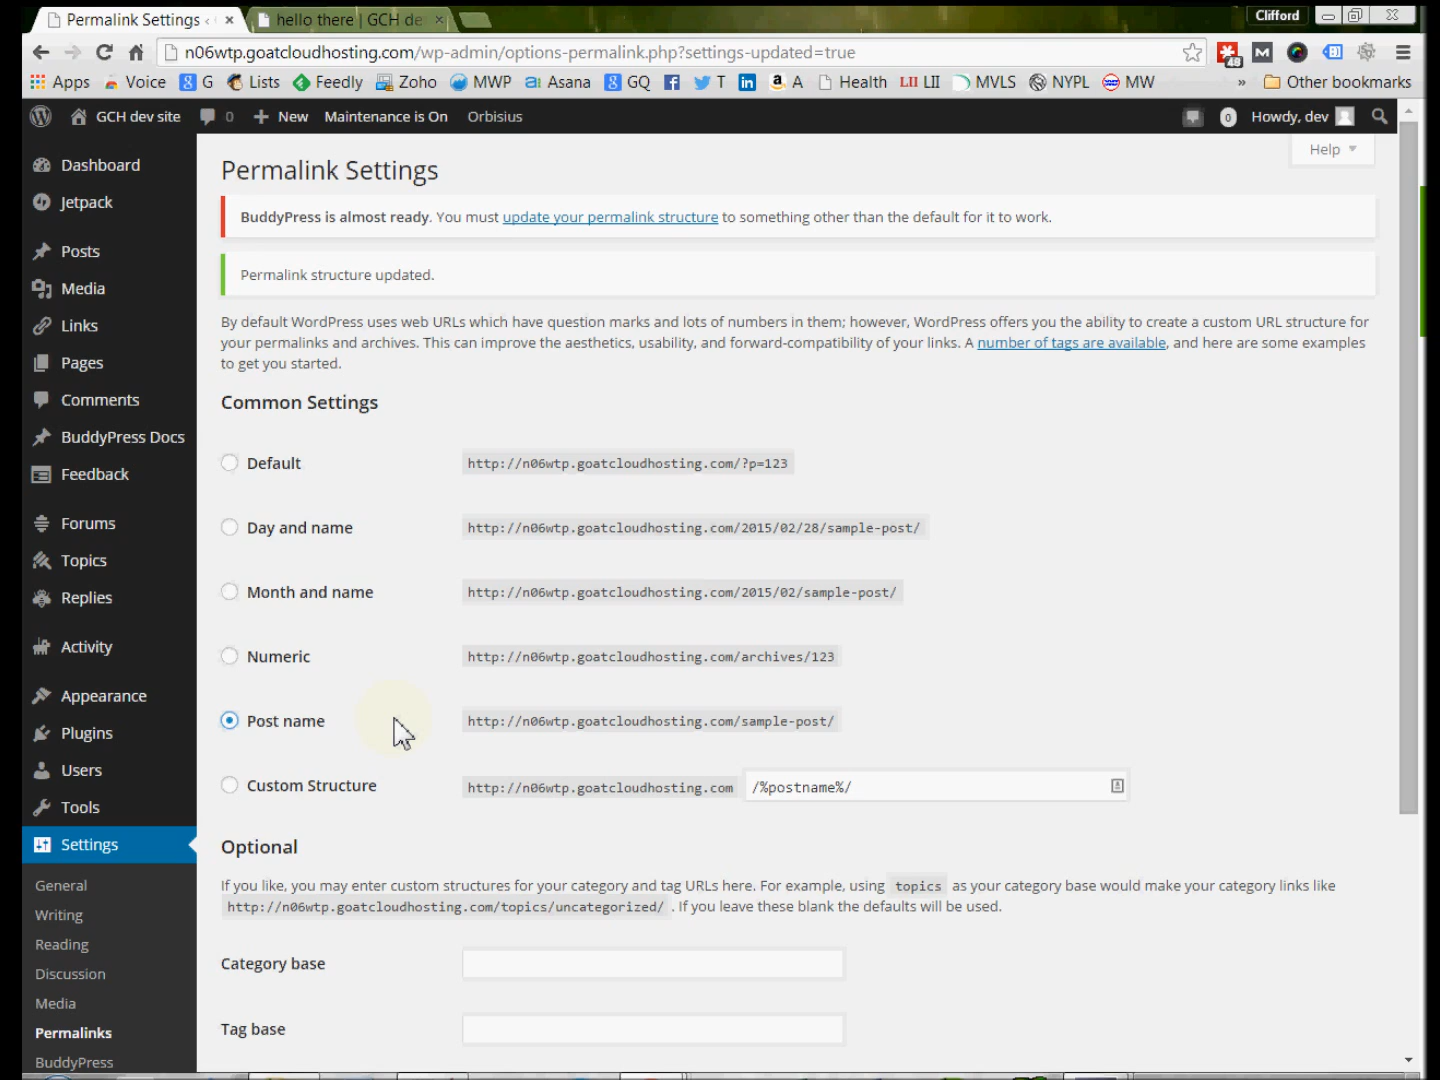 Permalink Settings ‹ ×
hello there | GCH de ×
Clifford
n06wtp.goatcloudhosting.com/wp-admin/options-permalink.php?settings-updated=true
48
Apps Voice G Lists Feedly Zoho MWP Asana GQ T A Health LII LII MVLS NYPL MW » Other bookmarks
GCH dev site 0 + New Maintenance is On Orbisius 0 Howdy, dev
Help
Dashboard
Jetpack
Posts
Media
Links
Pages
Comments
BuddyPress Docs
Feedback
Forums
Topics
Replies
Activity
Appearance
Plugins
Users
Tools
Settings
General
Writing
Reading
Discussion
Media
Permalinks
BuddyPress
Permalink Settings
BuddyPress is almost ready. You must update your permalink structure to something other than the default for it to work.
Permalink structure updated.
By default WordPress uses web URLs which have question marks and lots of numbers in them; however, WordPress offers you the ability to create a custom URL structure for
your permalinks and archives. This can improve the aesthetics, usability, and forward-compatibility of your links. A number of tags are available, and here are some examples
to get you started.
Common Settings
Default http://n06wtp.goatcloudhosting.com/?p=123
Day and name http://n06wtp.goatcloudhosting.com/2015/02/28/sample-post/
Month and name http://n06wtp.goatcloudhosting.com/2015/02/sample-post/
Numeric http://n06wtp.goatcloudhosting.com/archives/123
Post name http://n06wtp.goatcloudhosting.com/sample-post/
Custom Structure http://n06wtp.goatcloudhosting.com /%postname%/
Optional
If you like, you may enter custom structures for your category and tag URLs here. For example, using topics as your category base would make your category links like
http://n06wtp.goatcloudhosting.com/topics/uncategorized/ . If you leave these blank the defaults will be used.
Category base
Tag base